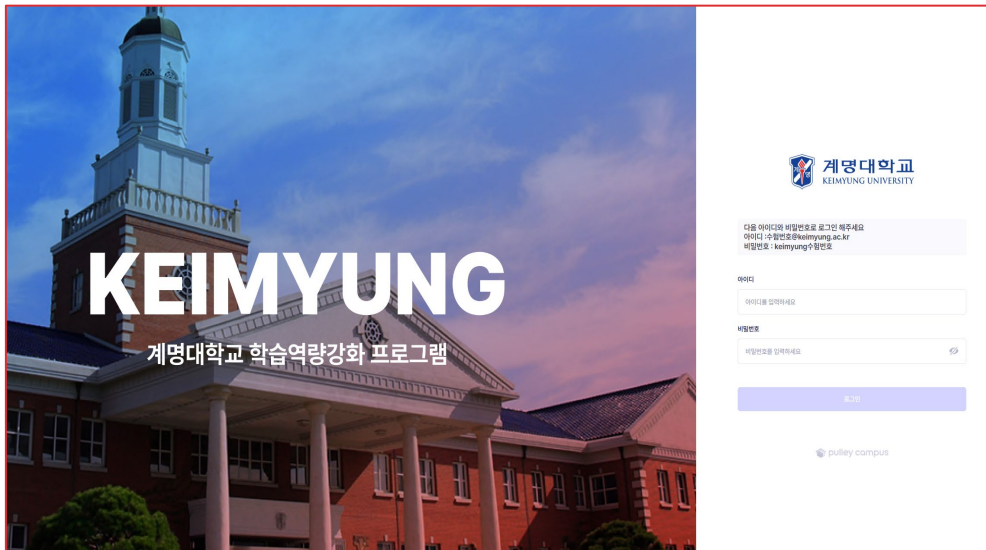 KEIMYUNG
계명대학교 학습역량강화 프로그램
계명대학교
KEIMYUNG UNIVERSITY
다음 아이디와 비밀번호로 로그인 해주세요
아이디 :수험번호@keimyung.ac.kr
비밀번호 : keimyung수험번호
아이디
아이디를 입력하세요
비밀번호
비밀번호를 입력하세요
로그인
pulley campus